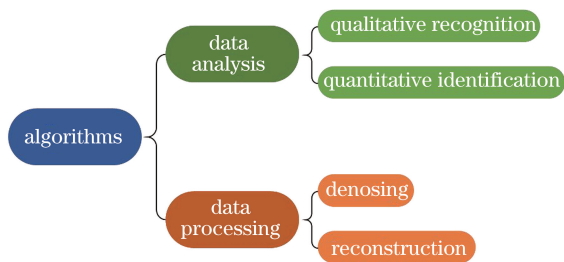 algorithms
data
analysis
qualitative recognition
quantitative identification
data
processing
denosing
reconstruction